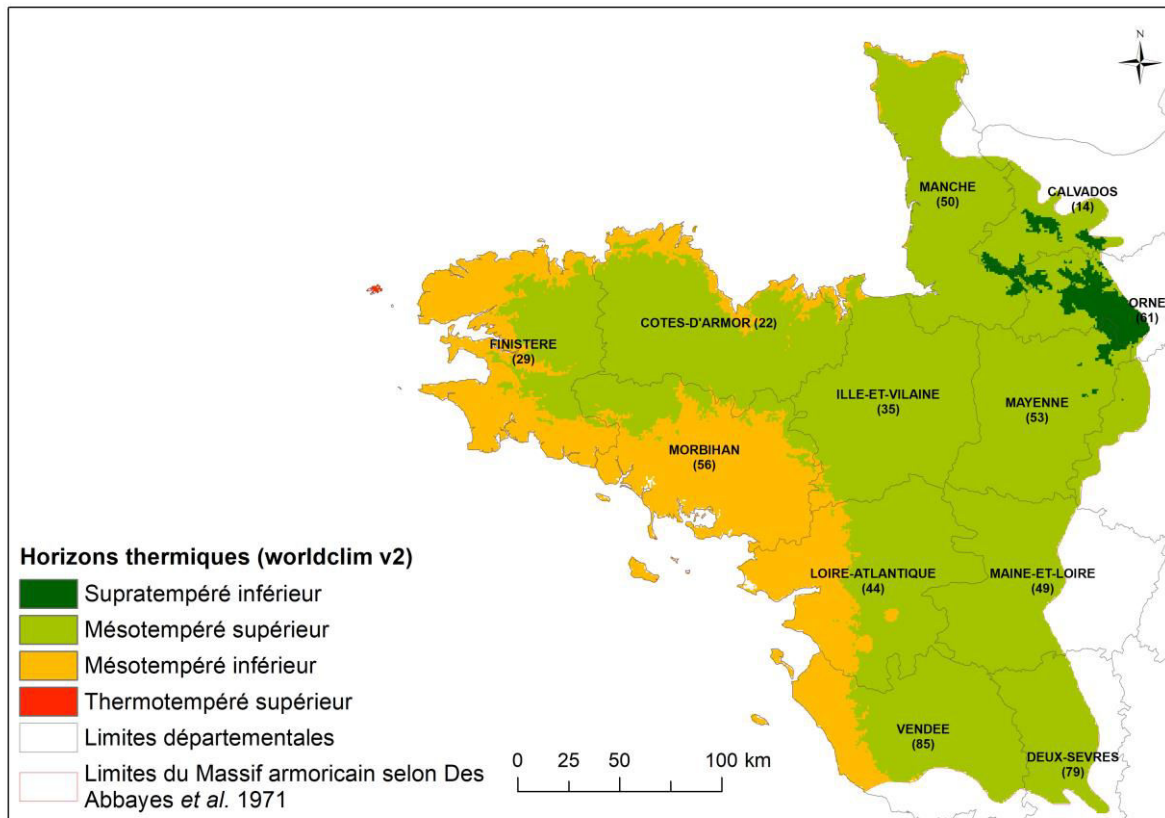 N
MANCHE
(50)
CALVADOS
(14)
ORNE
(61)
COTES-D'ARMOR (22)
FINISTERE
(29)
ILLE-ET-VILAINE
(35)
MAYENNE
(53)
MORBIHAN
(56)
LOIRE-ATLANTIQUE
(44)
MAINE-ET-LOIRE
(49)
VENDEE
(85)
DEUX-SEVRES
(79)
Horizons thermiques (worldclim v2)
Supratempéré inférieur
Mésotempéré supérieur
Mésotempéré inférieur
Thermotempéré supérieur
Limites départementales
Limites du Massif armoricain selon Des
Abbayes et al. 1971
0 25 50 100 km